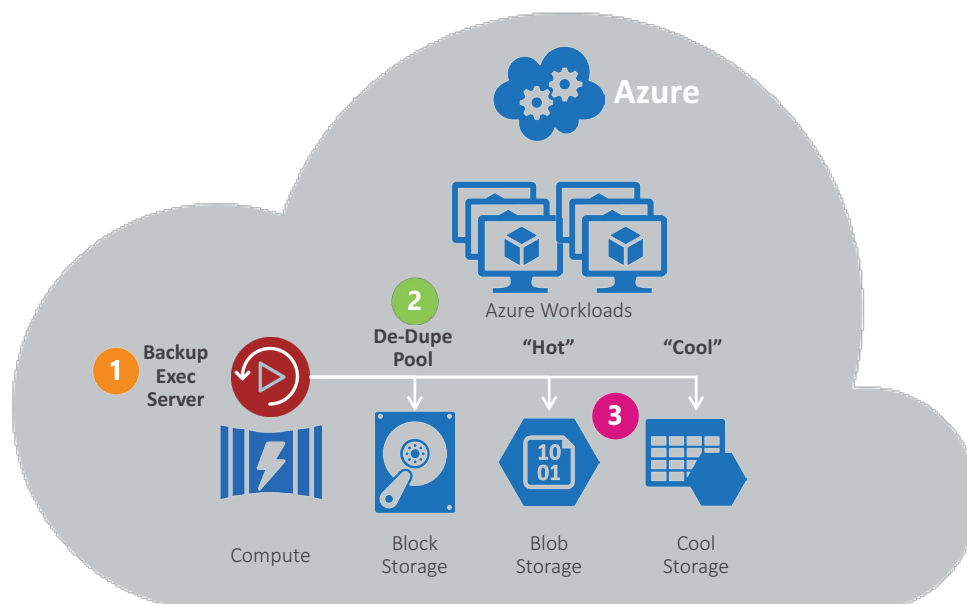 Azure
Azure Workloads
2
De-Dupe
Pool
“Hot”
“Cool”
1
Backup
Exec
Server
3
10
01
Compute
Block
Storage
Blob
Storage
Cool
Storage